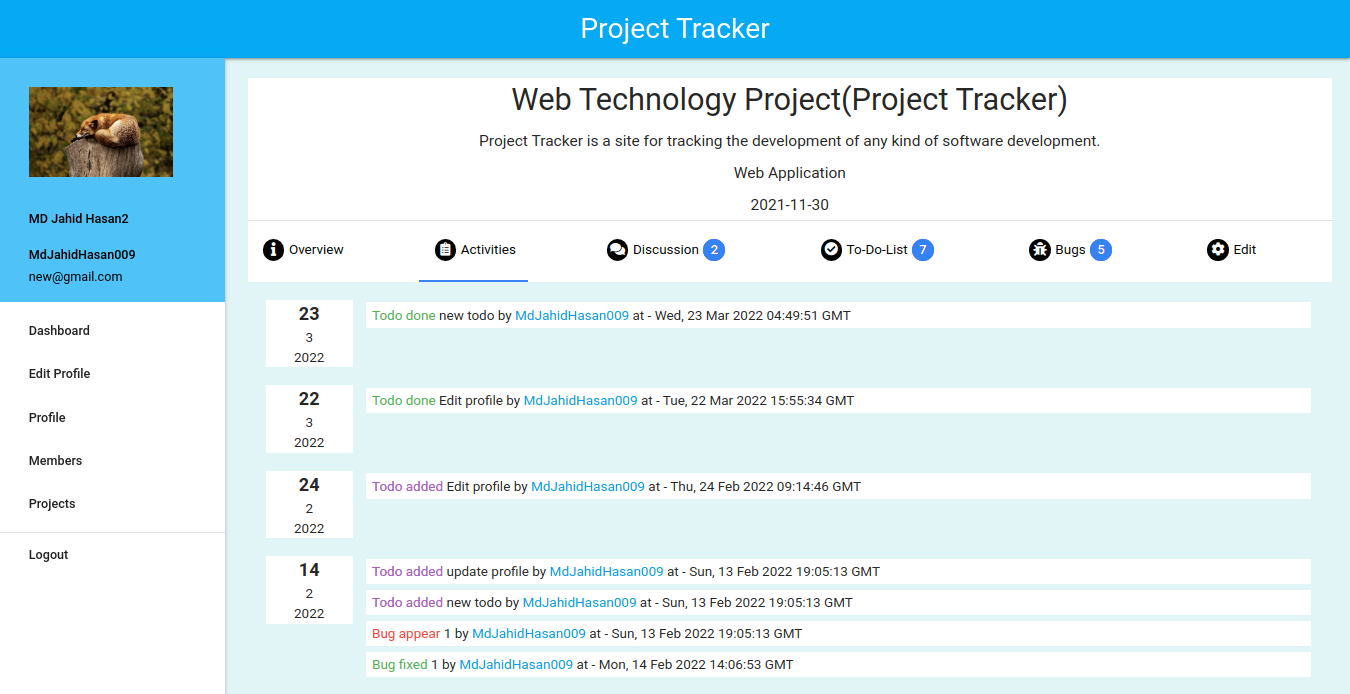 Project Tracker
MD Jahid Hasan2
MdJahidHasan009
new@gmail.com
Dashboard
Edit Profile
Profile
Members
Projects
Logout
Web Technology Project(Project Tracker)
Project Tracker is a site for tracking the development of any kind of software development.
Web Application
2021-11-30
Overview Activities Discussion 2 To-Do-List 7 Bugs 5 Edit
23
3
2022
Todo done new todo by MdJahidHasan009 at - Wed, 23 Mar 2022 04:49:51 GMT
22
3
2022
Todo done Edit profile by MdJahidHasan009 at - Tue, 22 Mar 2022 15:55:34 GMT
24
2
2022
Todo added Edit profile by MdJahidHasan009 at - Thu, 24 Feb 2022 09:14:46 GMT
14
2
2022
Todo added update profile by MdJahidHasan009 at - Sun, 13 Feb 2022 19:05:13 GMT
Todo added new todo by MdJahidHasan009 at - Sun, 13 Feb 2022 19:05:13 GMT
Bug appear 1 by MdJahidHasan009 at - Sun, 13 Feb 2022 19:05:13 GMT
Bug fixed 1 by MdJahidHasan009 at - Mon, 14 Feb 2022 14:06:53 GMT